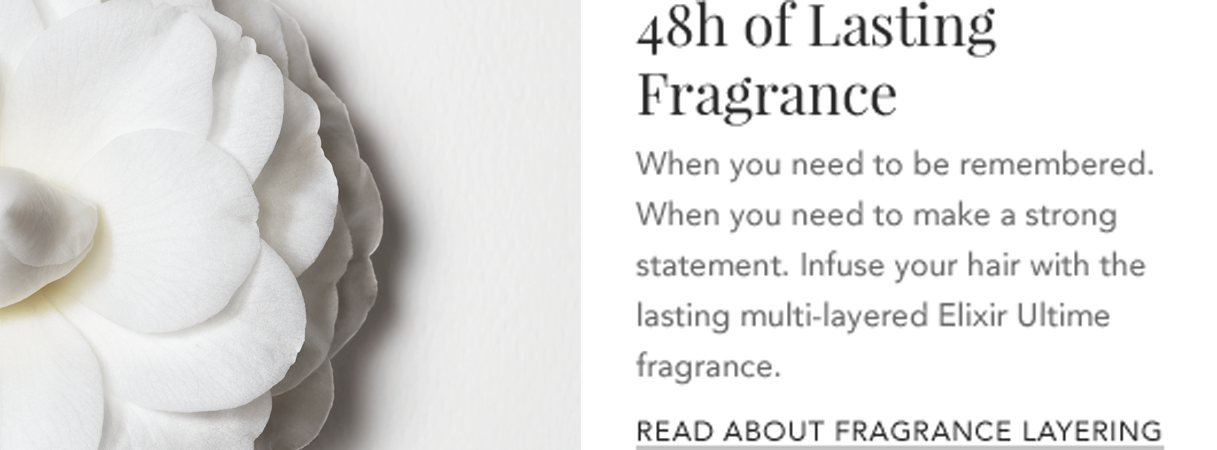 48h of Lasting
Fragrance
When you need to be remembered.
When you need to make a strong
statement. Infuse your hair with the
lasting multi-layered Elixir Ultime
fragrance.
READ ABOUT FRAGRANCE LAYERING